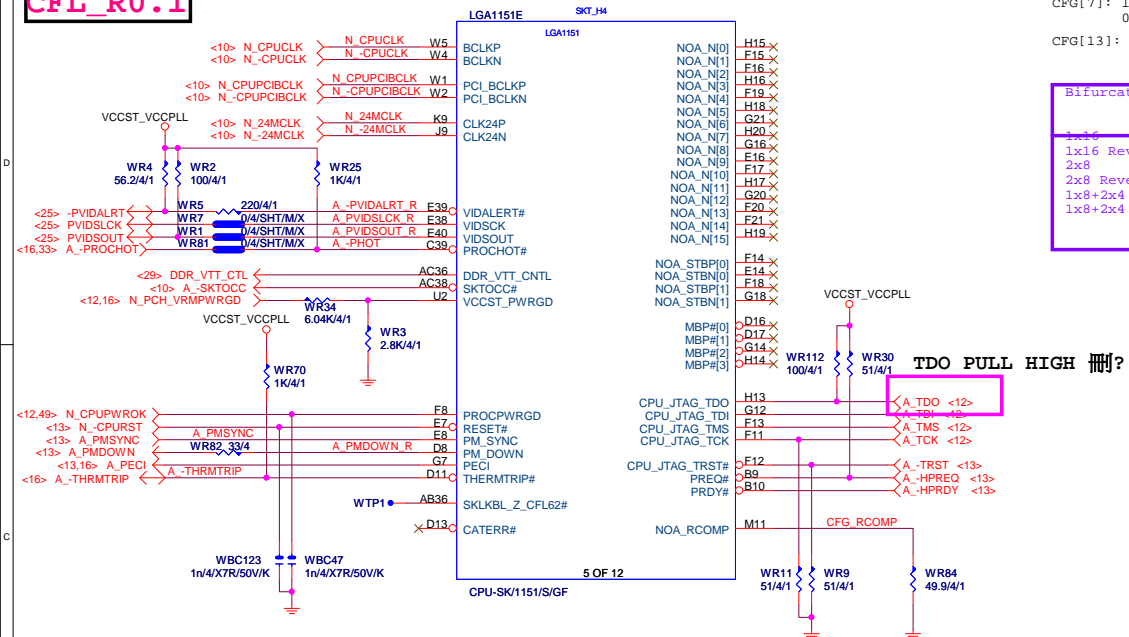 CFL_R0.1
LGA1151E
SKT_H4
LGA1151
CFG[7]: 1
0
CFG[13]:
Bifurcat
1x16
1x16 Rev
2x8
2x8 Reve
1x8+2x4
1x8+2x4
<10> N_CPUCLK N_CPUCLK W5 BCLKP
<10> N_-CPUCLK N_-CPUCLK W4 BCLKN
<10> N_CPUPCIBCLK N_CPUPCIBCLK W1 PCI_BCLKP
<10> N_-CPUPCIBCLK N_-CPUPCIBCLK W2 PCI_BCLKN
<10> N_24MCLK N_24MCLK K9 CLK24P
<10> N_-24MCLK N_-24MCLK J9 CLK24N
VCCST_VCCPLL
WR4
56.2/4/1
WR2
100/4/1
WR25
1K/4/1
<25> -PVIDALRT WR5 220/4/1 A_-PVIDALRT_R E39 VIDALERT#
<25> PVIDSLCK WR7 0/4/SHT/M/X A_PVIDSLCK_R E38 VIDSCK
<25> PVIDSOUT WR1 0/4/SHT/M/X A_PVIDSOUT_R E40 VIDSOUT
<16,33> A_-PROCHOT WR81 0/4/SHT/M/X A_-PHOT C39 PROCHOT#
<29> DDR_VTT_CTL AC36 DDR_VTT_CNTL
<10> A_-SKTOCC AC38 SKTOCC#
<12,16> N_PCH_VRMPWRGD U2 VCCST_PWRGD
WR34
6.04K/4/1
VCCST_VCCPLL
WR3
2.8K/4/1
WR70
1K/4/1
<12,49> N_CPUPWROK F8 PROCPWRGD
<13> N_-CPURST E7 RESET#
<13> A_PMSYNC A_PMSYNC E8 PM_SYNC
<13> A_PMDOWN WR82 33/4 A_PMDOWN_R D8 PM_DOWN
<13,16> A_PECI G7 PECI
<16> A_-THRMTRIP A_-THRMTRIP D11 THERMTRIP#
WTP1 AB36 SKLKBL_Z_CFL62#
D13 CATERR#
WBC123
1n/4/X7R/50V/K
WBC47
1n/4/X7R/50V/K
NOA_N[0] H15
NOA_N[1] F15
NOA_N[2] F16
NOA_N[3] H16
NOA_N[4] F19
NOA_N[5] H18
NOA_N[6] G21
NOA_N[7] H20
NOA_N[8] G16
NOA_N[9] E16
NOA_N[10] F17
NOA_N[11] H17
NOA_N[12] G20
NOA_N[13] F20
NOA_N[14] F21
NOA_N[15] H19
NOA_STBP[0] F14
NOA_STBN[0] E14
NOA_STBP[1] F18
NOA_STBN[1] G18
MBP#[0] D16
MBP#[1] D17
MBP#[2] G14
MBP#[3] H14
VCCST_VCCPLL
WR112
100/4/1
WR30
51/4/1
TDO PULL HIGH 刪?
CPU_JTAG_TDO H13 A_TDO <12>
CPU_JTAG_TDI G12 A_TDI <12>
CPU_JTAG_TMS F13 A_TMS <12>
CPU_JTAG_TCK F11 A_TCK <12>
CPU_JTAG_TRST# F12 A_-TRST <13>
PREQ# B9 A_-HPREQ <13>
PRDY# B10 A_-HPRDY <13>
NOA_RCOMP M11 CFG_RCOMP
WR11
51/4/1
WR9
51/4/1
WR84
49.9/4/1
5 OF 12
CPU-SK/1151/S/GF
D
C